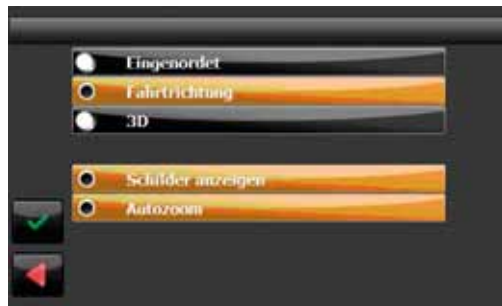 Eingenordet
Fahrtrichtung
3D
Schilder anzeigen
Autozoom